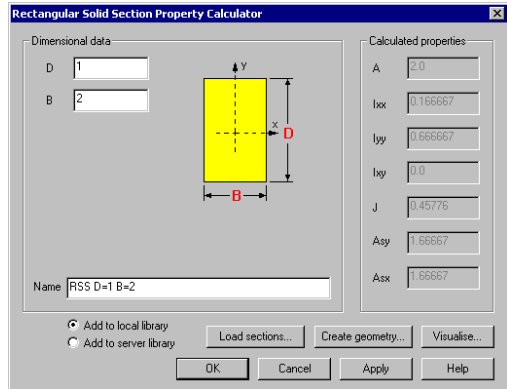 Rectangular Solid Section Property Calculator
Dimensional data
D 1
B 2
y
x
D
B
Name RSS D=1 B=2
Calculated properties
A 2.0
Ixx 0.166667
Iyy 0.666667
Ixy 0.0
J 0.45776
Asy 1.66667
Asx 1.66667
Add to local library
Add to server library
Load sections...
Create geometry...
Visualise...
OK
Cancel
Apply
Help